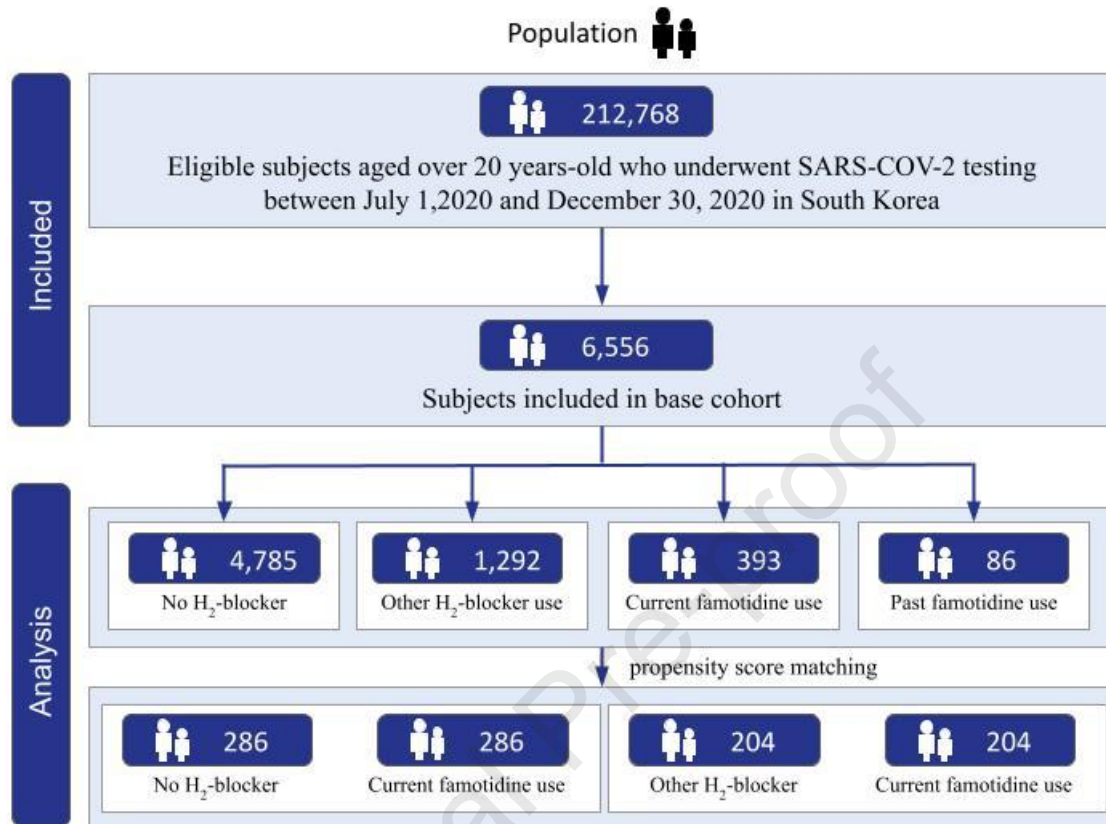 Population
Included
212,768
Eligible subjects aged over 20 years-old who underwent SARS-COV-2 testing
between July 1,2020 and December 30, 2020 in South Korea
6,556
Subjects included in base cohort
Analysis
4,785
No H₂-blocker
1,292
Other H₂-blocker use
393
Current famotidine use
86
Past famotidine use
propensity score matching
286
No H₂-blocker
286
Current famotidine use
204
Other H₂-blocker
204
Current famotidine use
al Pre-proof